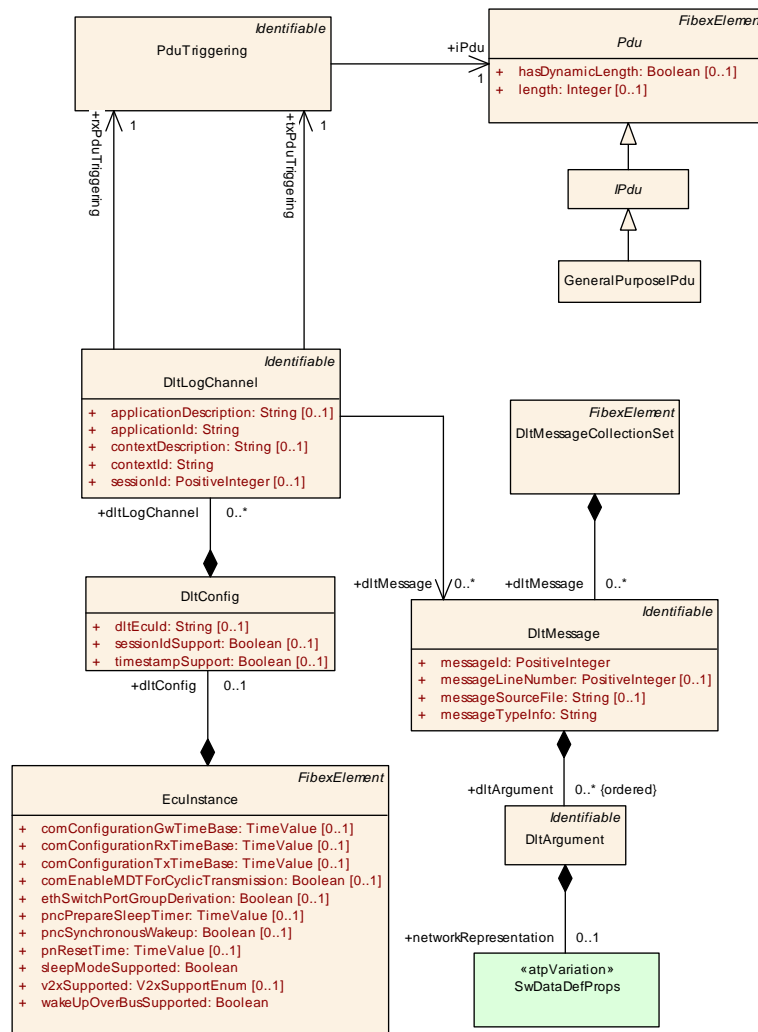 Identifiable
PduTriggering
+iPdu
1
FibexElement
Pdu
+ hasDynamicLength: Boolean [0..1]
+ length: Integer [0..1]
+rxPduTriggering
1
+txPduTriggering
1
IPdu
GeneralPurposeIPdu
Identifiable
DltLogChannel
+ applicationDescription: String [0..1]
+ applicationId: String
+ contextDescription: String [0..1]
+ contextId: String
+ sessionId: PositiveInteger [0..1]
FibexElement
DltMessageCollectionSet
+dltLogChannel 0..*
+dltMessage 0..*
+dltMessage 0..*
DltConfig
+ dltEcuId: String [0..1]
+ sessionIdSupport: Boolean [0..1]
+ timestampSupport: Boolean [0..1]
Identifiable
DltMessage
+ messageId: PositiveInteger
+ messageLineNumber: PositiveInteger [0..1]
+ messageSourceFile: String [0..1]
+ messageTypeInfo: String
+dltConfig 0..1
FibexElement
EcuInstance
+ comConfigurationGwTimeBase: TimeValue [0..1]
+ comConfigurationRxTimeBase: TimeValue [0..1]
+ comConfigurationTxTimeBase: TimeValue [0..1]
+ comEnableMDTForCyclicTransmission: Boolean [0..1]
+ ethSwitchPortGroupDerivation: Boolean [0..1]
+ pncPrepareSleepTimer: TimeValue [0..1]
+ pncSynchronousWakeup: Boolean [0..1]
+ pnResetTime: TimeValue [0..1]
+ sleepModeSupported: Boolean
+ v2xSupported: V2xSupportEnum [0..1]
+ wakeUpOverBusSupported: Boolean
+dltArgument 0..* {ordered}
Identifiable
DltArgument
+networkRepresentation 0..1
«atpVariation»
SwDataDefProps